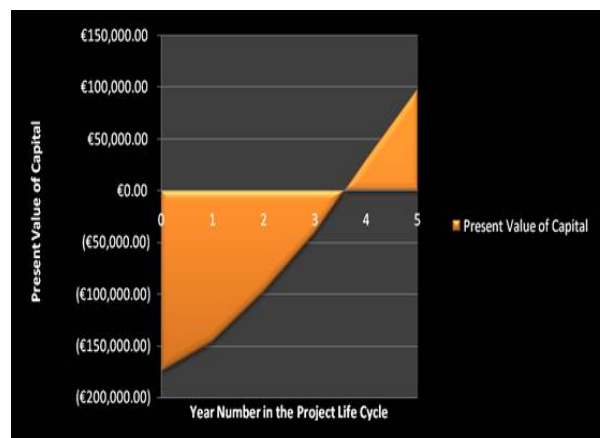 €150,000.00
€100,000.00
€50,000.00
€0.00
0 1 2 3 4 5
(€50,000.00)
(€100,000.00)
(€150,000.00)
(€200,000.00)
Present Value of Capital
Year Number in the Project Life Cycle
Present Value of Capital